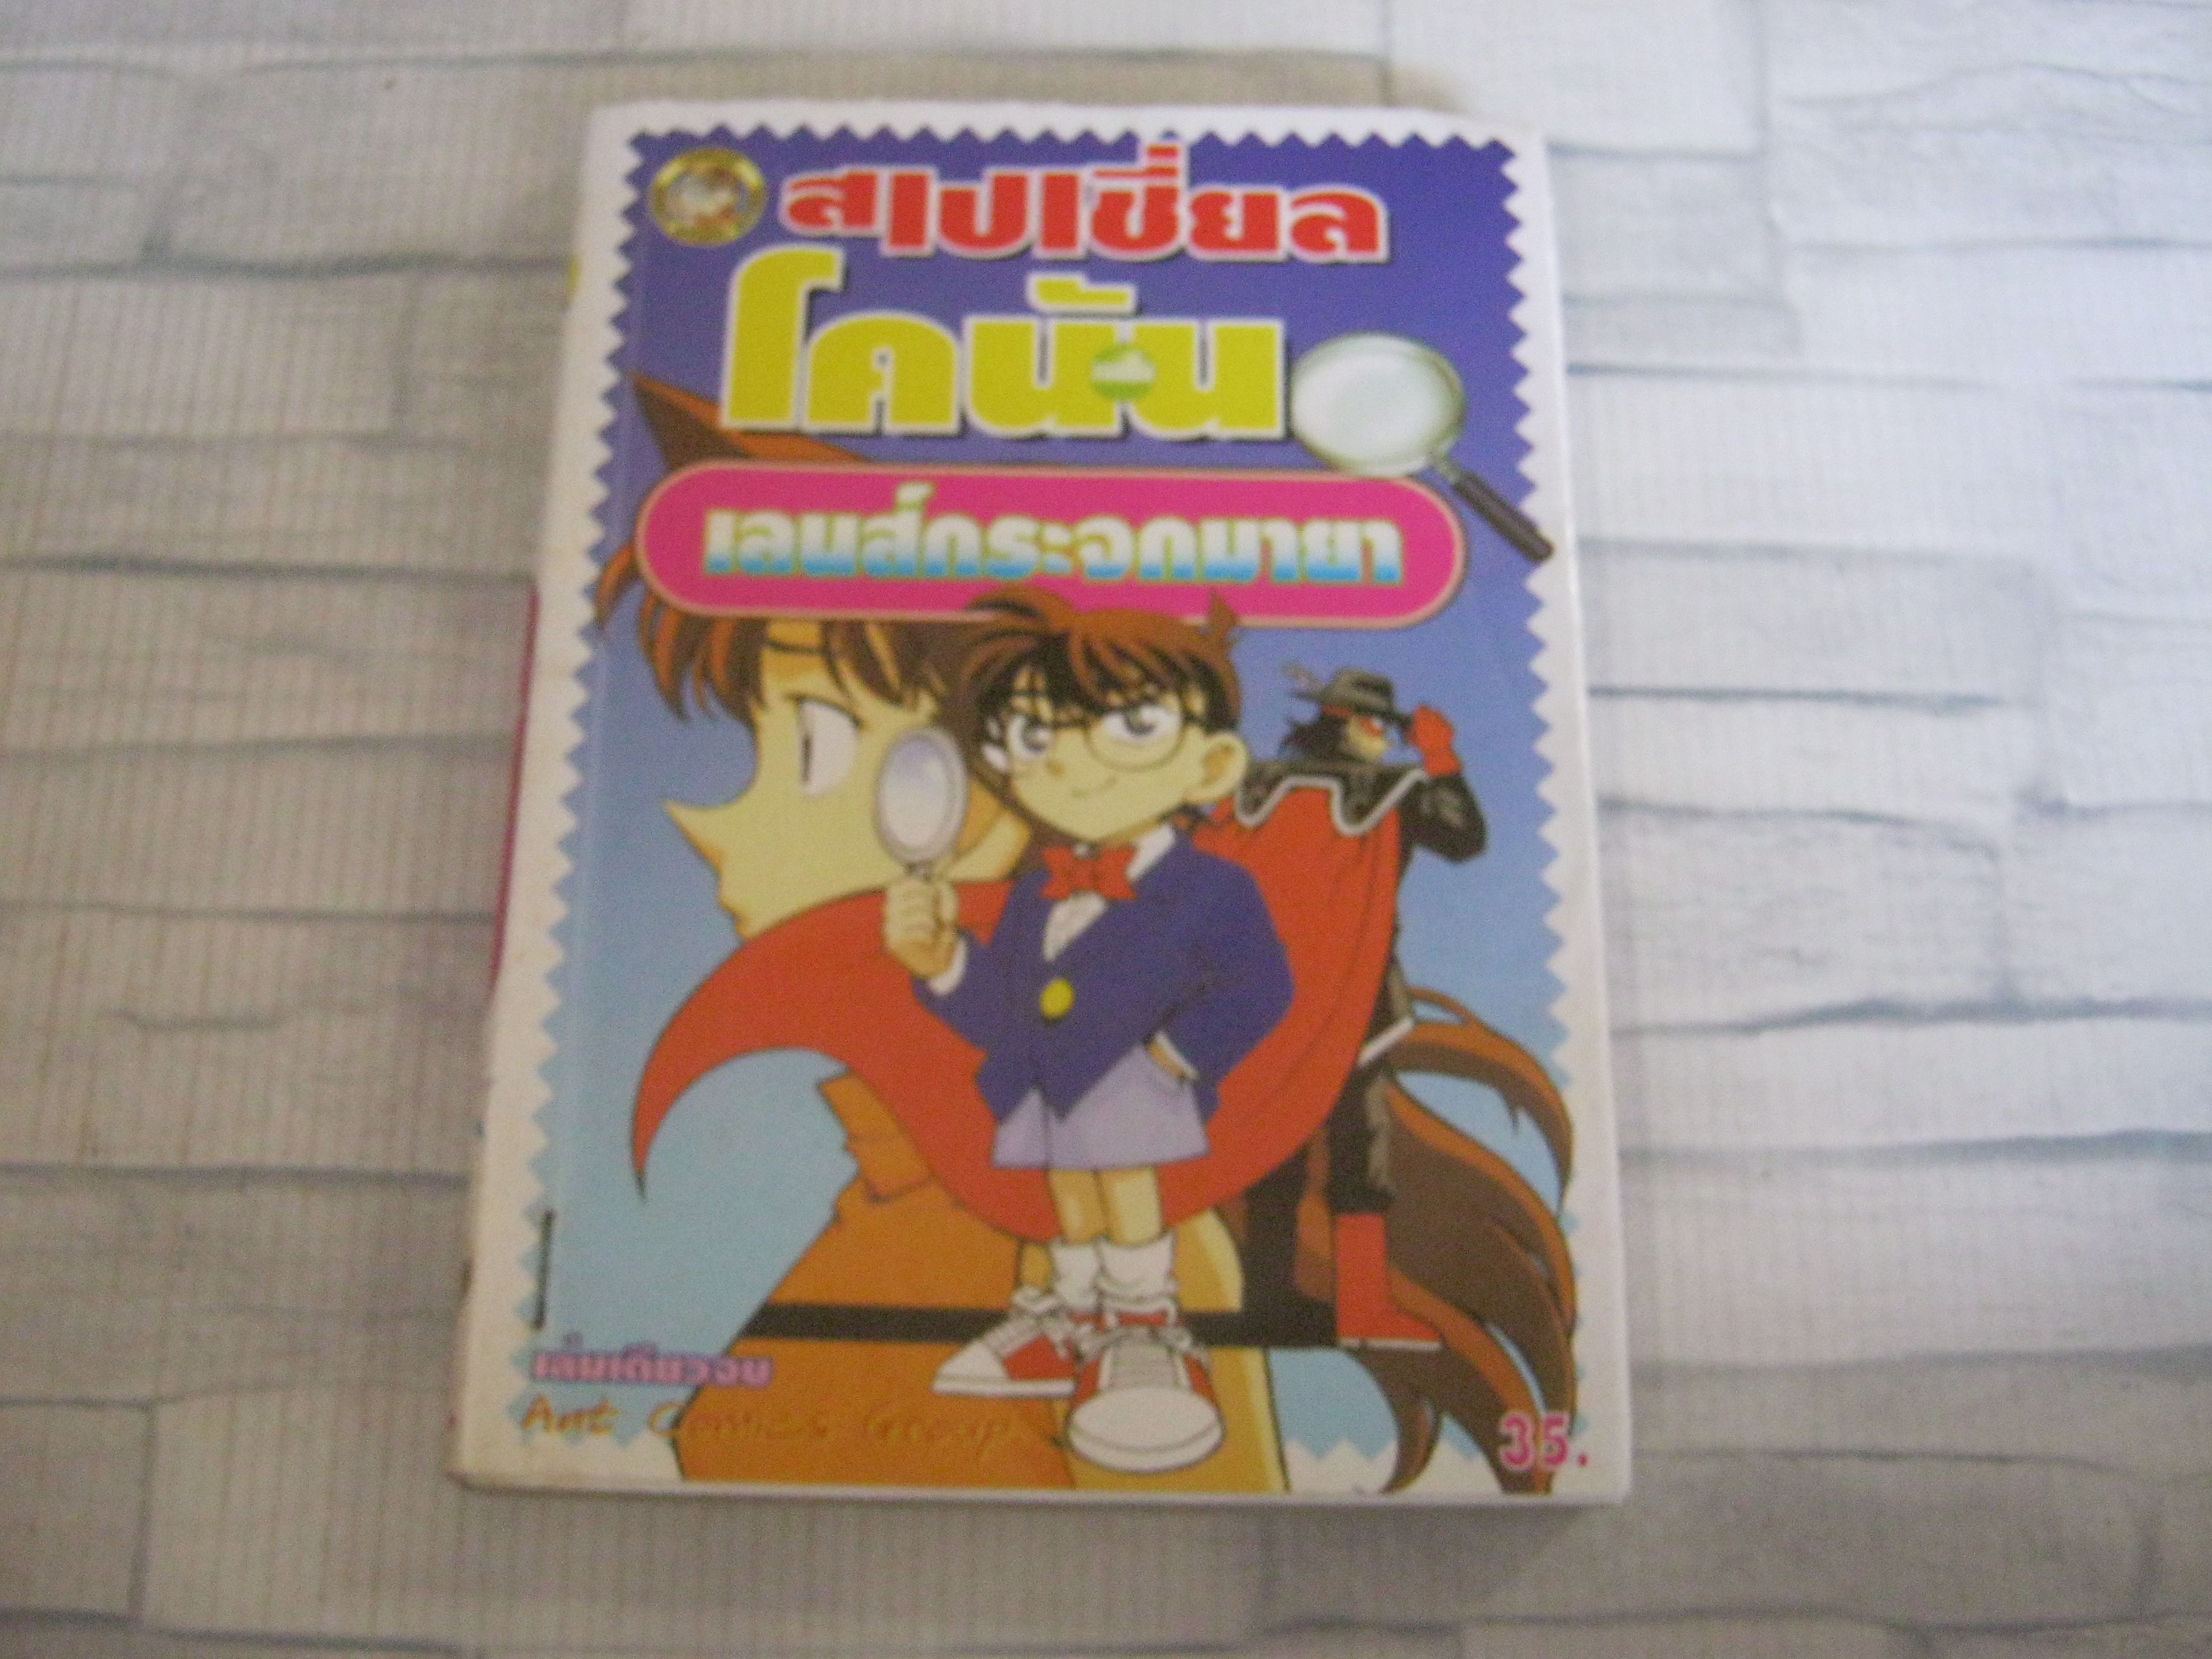 สเปเชี่ยล
โคนัน
เลนส์กระจกมายา
เล่มเดียวจบ
Ant Comics Group
35.